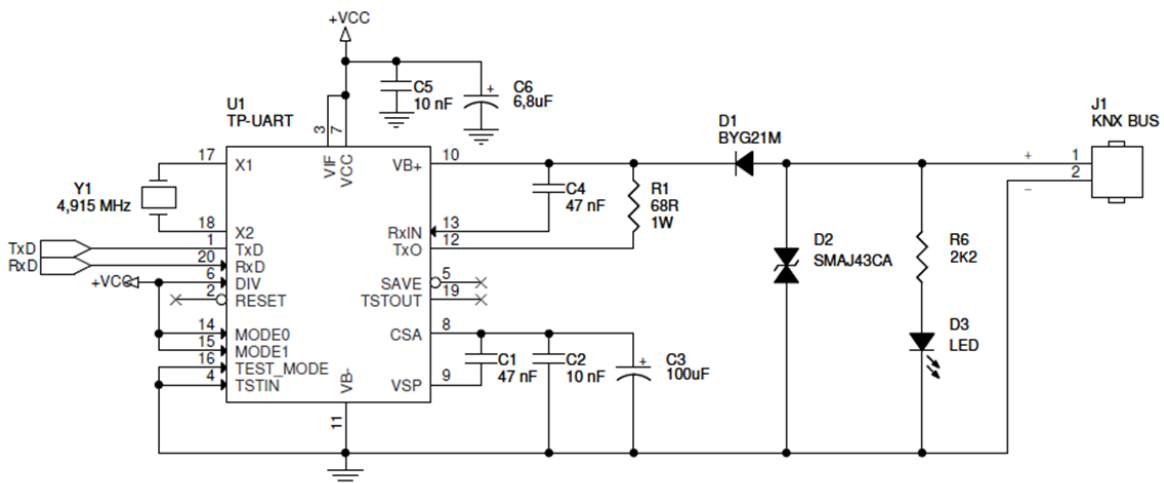 +VCC
C5
10 nF
C6
+
6,8uF
U1
TP-UART
3
7
VIF
VCC
D1
BYG21M
J1
KNX BUS
17
X1
VB+
10
+
1
2
−
Y1
4,915 MHz
C4
47 nF
R1
68R
1W
18
X2
RxIN
13
TxD
1
TxD
TxO
12
RxD
20
RxD
+VCC
6
DIV
SAVE
5
2
RESET
TSTOUT
19
D2
SMAJ43CA
R6
2K2
14
MODE0
CSA
8
15
MODE1
16
TEST_MODE
4
TSTIN
VSP
9
VB-
11
C1
47 nF
C2
10 nF
+
C3
100uF
D3
LED